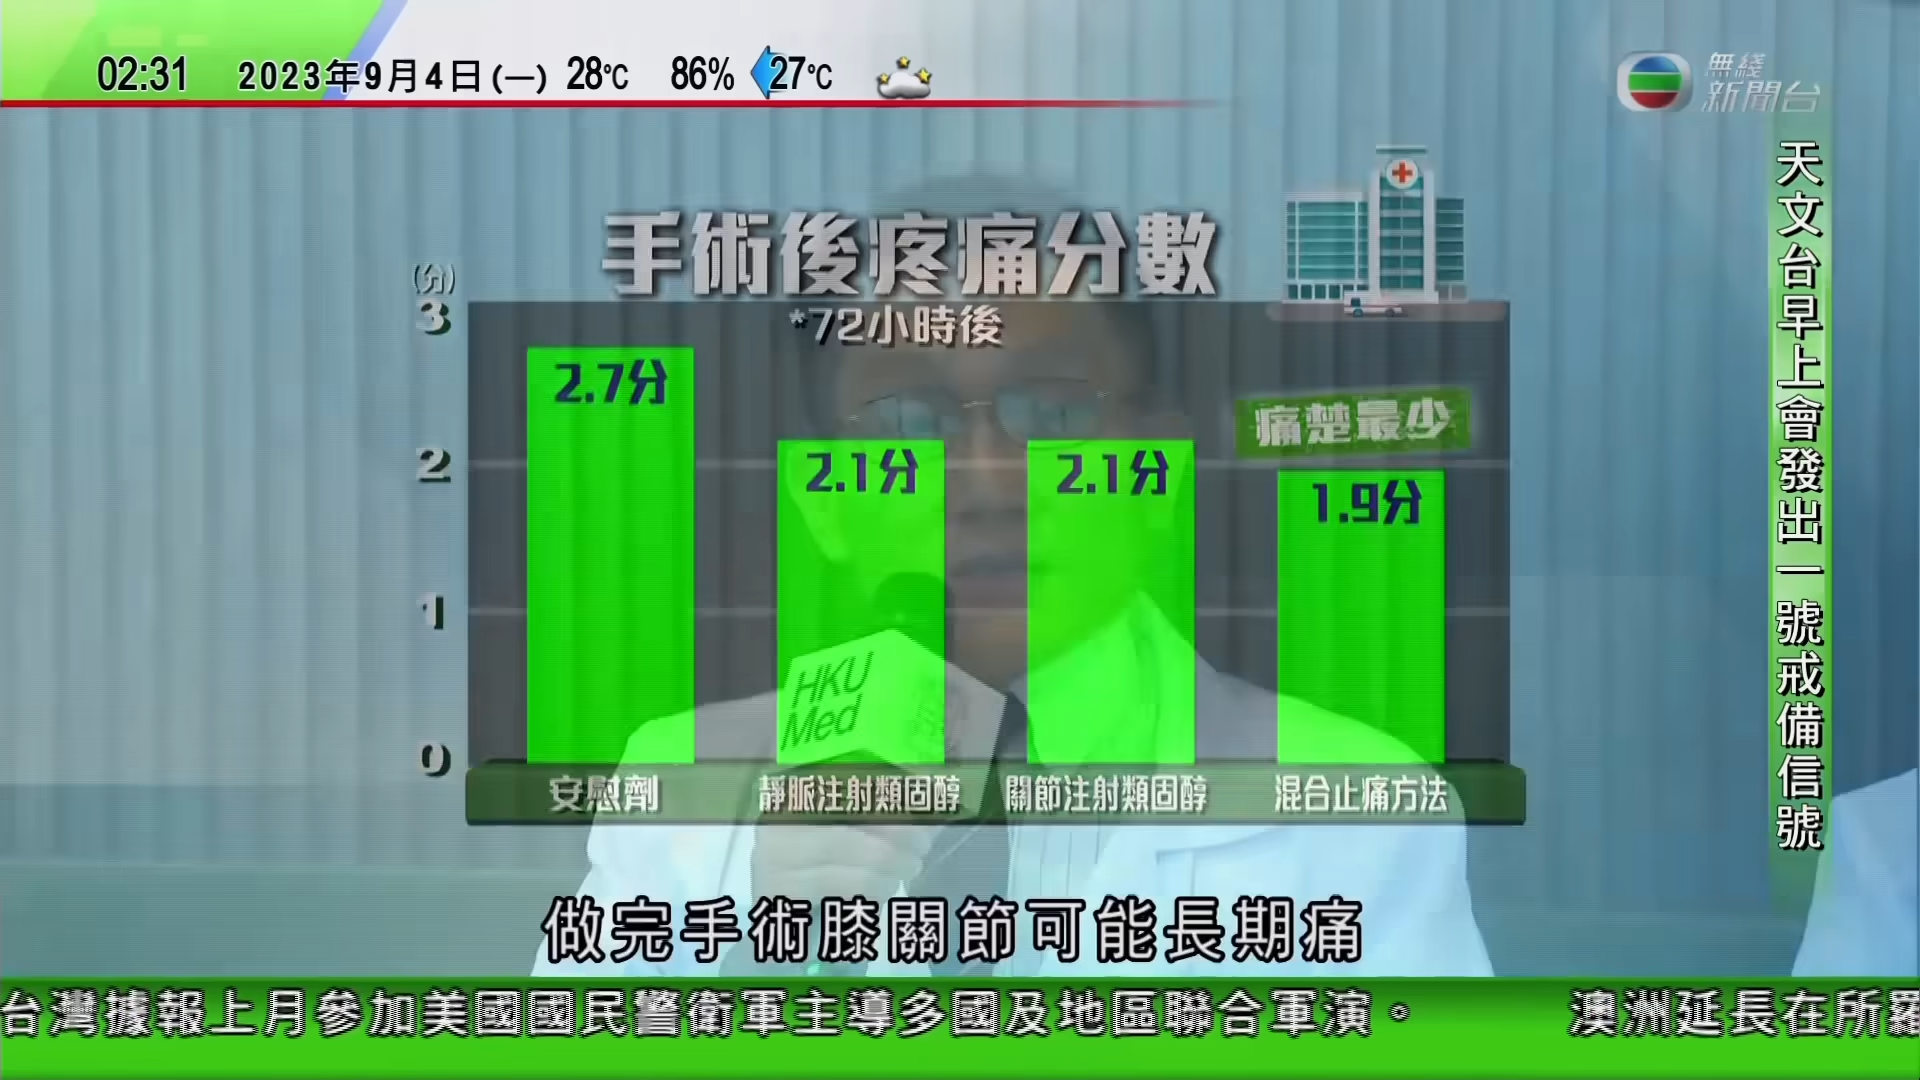 02:31 2023年9月4日(一) 28℃ 86% 27℃
無綫
新聞台
天文台早上會發出一號戒備信號
手術後疼痛分數
*72小時後
(分)
3
2
1
0
2.7分
2.1分
2.1分
痛楚最少
1.9分
HKU
Med
安慰劑 靜脈注射類固醇 關節注射類固醇 混合止痛方法
做完手術膝關節可能長期痛
台灣據報上月參加美國國民警衛軍主導多國及地區聯合軍演。 澳洲延長在所羅